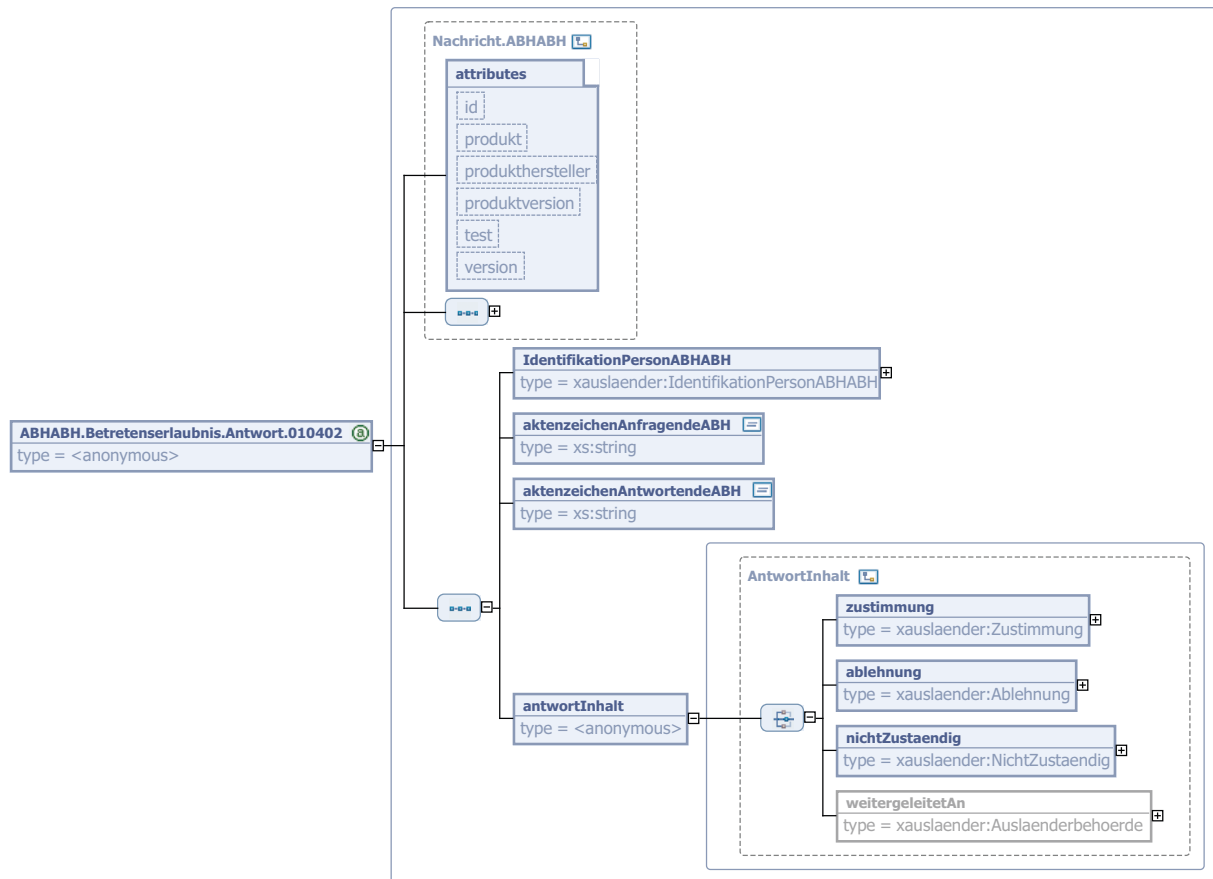 Nachricht.ABHABH
attributes
id
produkt
produkthersteller
produktversion
test
version
IdentifikationPersonABHABH
type = xauslaender:IdentifikationPersonABHABH
ABHABH.Betretenserlaubnis.Antwort.010402 a
type = <anonymous>
aktenzeichenAnfragendeABH
type = xs:string
aktenzeichenAntwortendeABH
type = xs:string
AntwortInhalt
zustimmung
type = xauslaender:Zustimmung
ablehnung
type = xauslaender:Ablehnung
antwortInhalt
type = <anonymous>
nichtZustaendig
type = xauslaender:NichtZustaendig
weitergeleitetAn
type = xauslaender:Auslaenderbehoerde